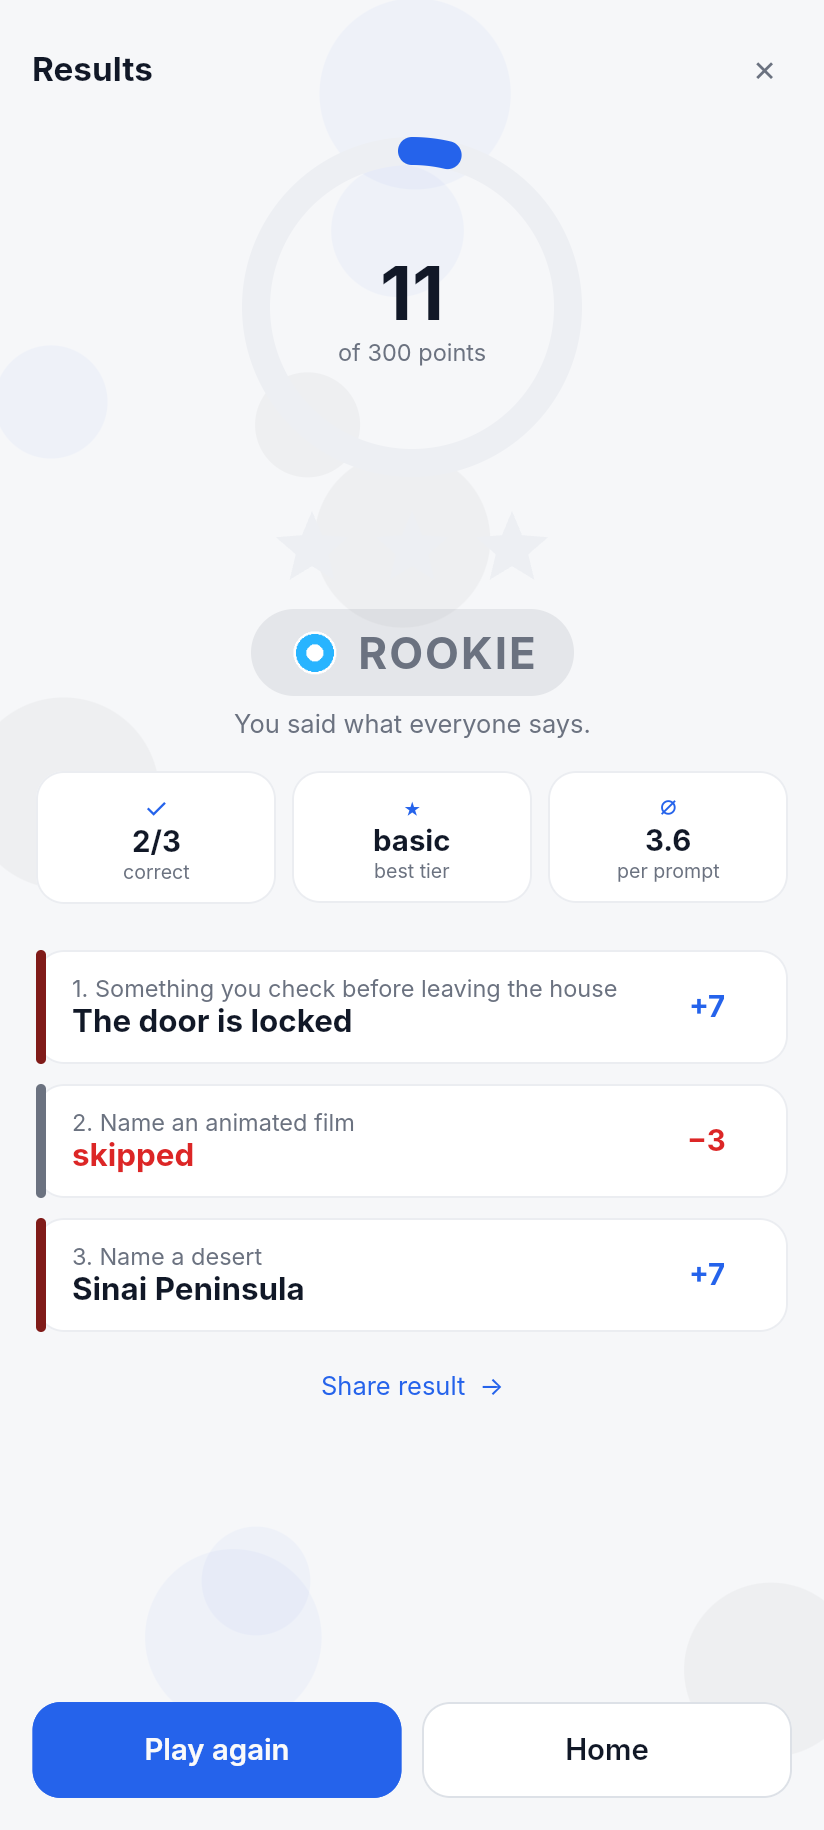 Results
11
of 300 points
ROOKIE
You said what everyone says.
2/3
correct
basic
best tier
3.6
per prompt
1. Something you check before leaving the house
The door is locked
+7
2. Name an animated film
skipped
−3
3. Name a desert
Sinai Peninsula
+7
Share result →
Play again
Home